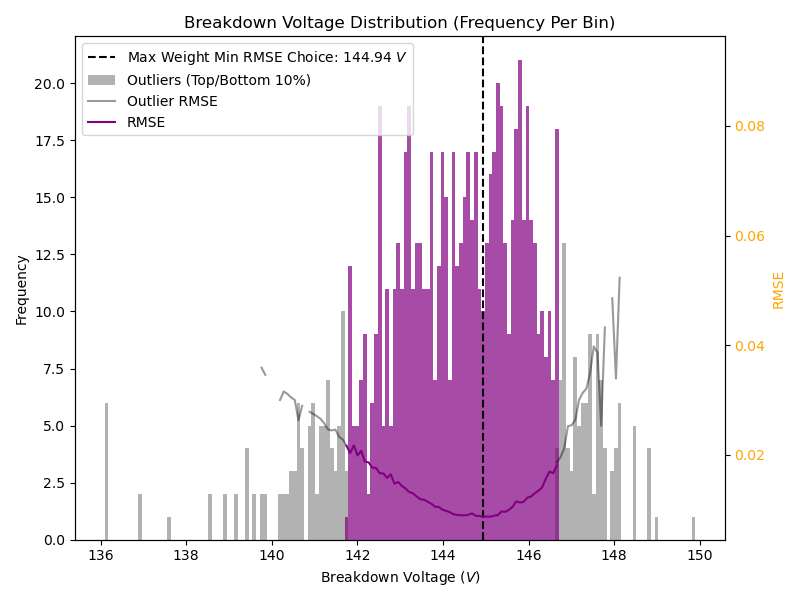 Breakdown Voltage Distribution (Frequency Per Bin)
Max Weight Min RMSE Choice: 144.94 V
Outliers (Top/Bottom 10%)
Outlier RMSE
RMSE
Frequency
20.0
17.5
15.0
12.5
10.0
7.5
5.0
2.5
0.0
0.08
0.06
0.04
0.02
RMSE
136 138 140 142 144 146 148 150
Breakdown Voltage (V)